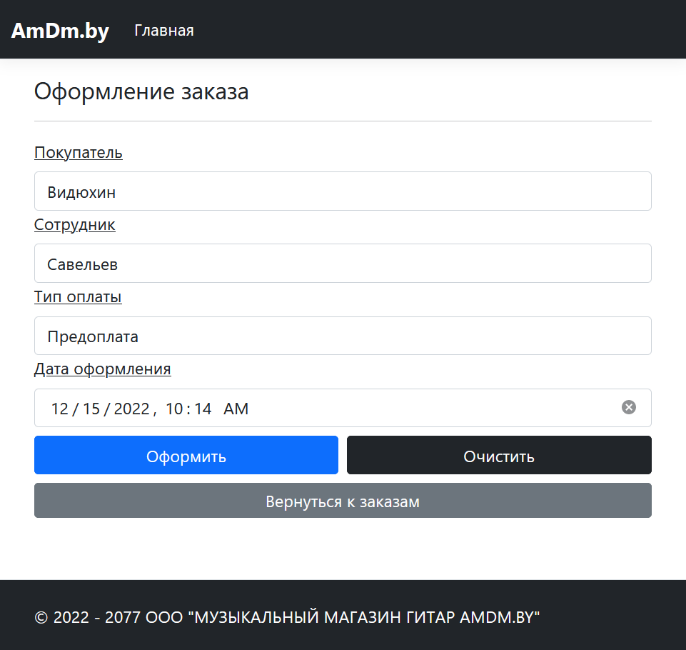 AmDm.by Главная
Оформление заказа
Покупатель
Видюхин
Сотрудник
Савельев
Тип оплаты
Предоплата
Дата оформления
12 / 15 / 2022 , 10 : 14 AM
Оформить Очистить
Вернуться к заказам
© 2022 - 2077 ООО "МУЗЫКАЛЬНЫЙ МАГАЗИН ГИТАР AMDM.BY"